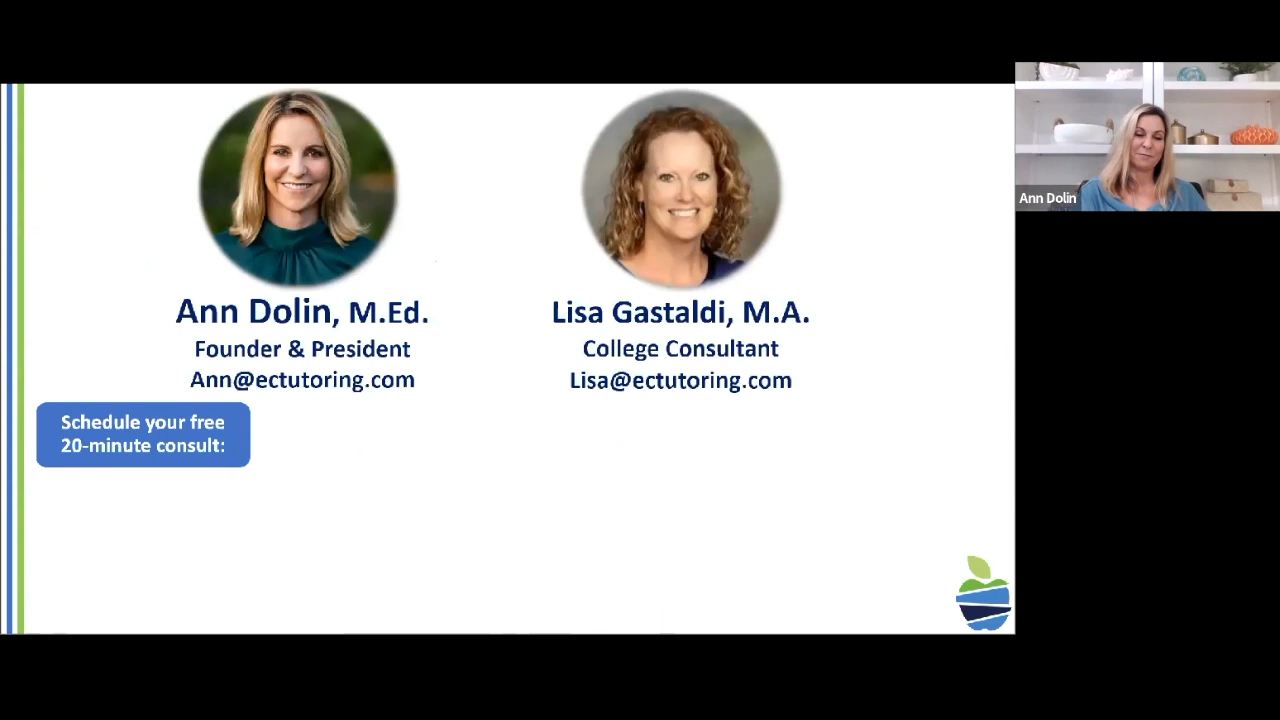 Ann Dolin, M.Ed.
Founder & President
Ann@ectutoring.com
Lisa Gastaldi, M.A.
College Consultant
Lisa@ectutoring.com
Schedule your free
20-minute consult:
Ann Dolin